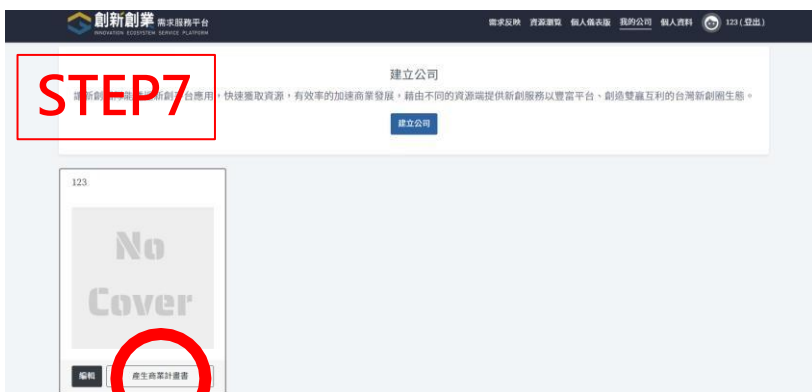 創新創業 需求服務平台
INNOVATION ECOSYSTEM SERVICE PLATFORM
需求反映 資源瀏覽 個人儀表版 我的公司 個人資料 123 (登出)
建立公司
STEP7
新創 台應用,快速獲取資源,有效率的加速商業發展,藉由不同的資源端提供新創服務以豐富平台、創造雙贏互利的台灣新創圈生態。
建立公司
123
No
Cover
編輯
產生商業計畫書